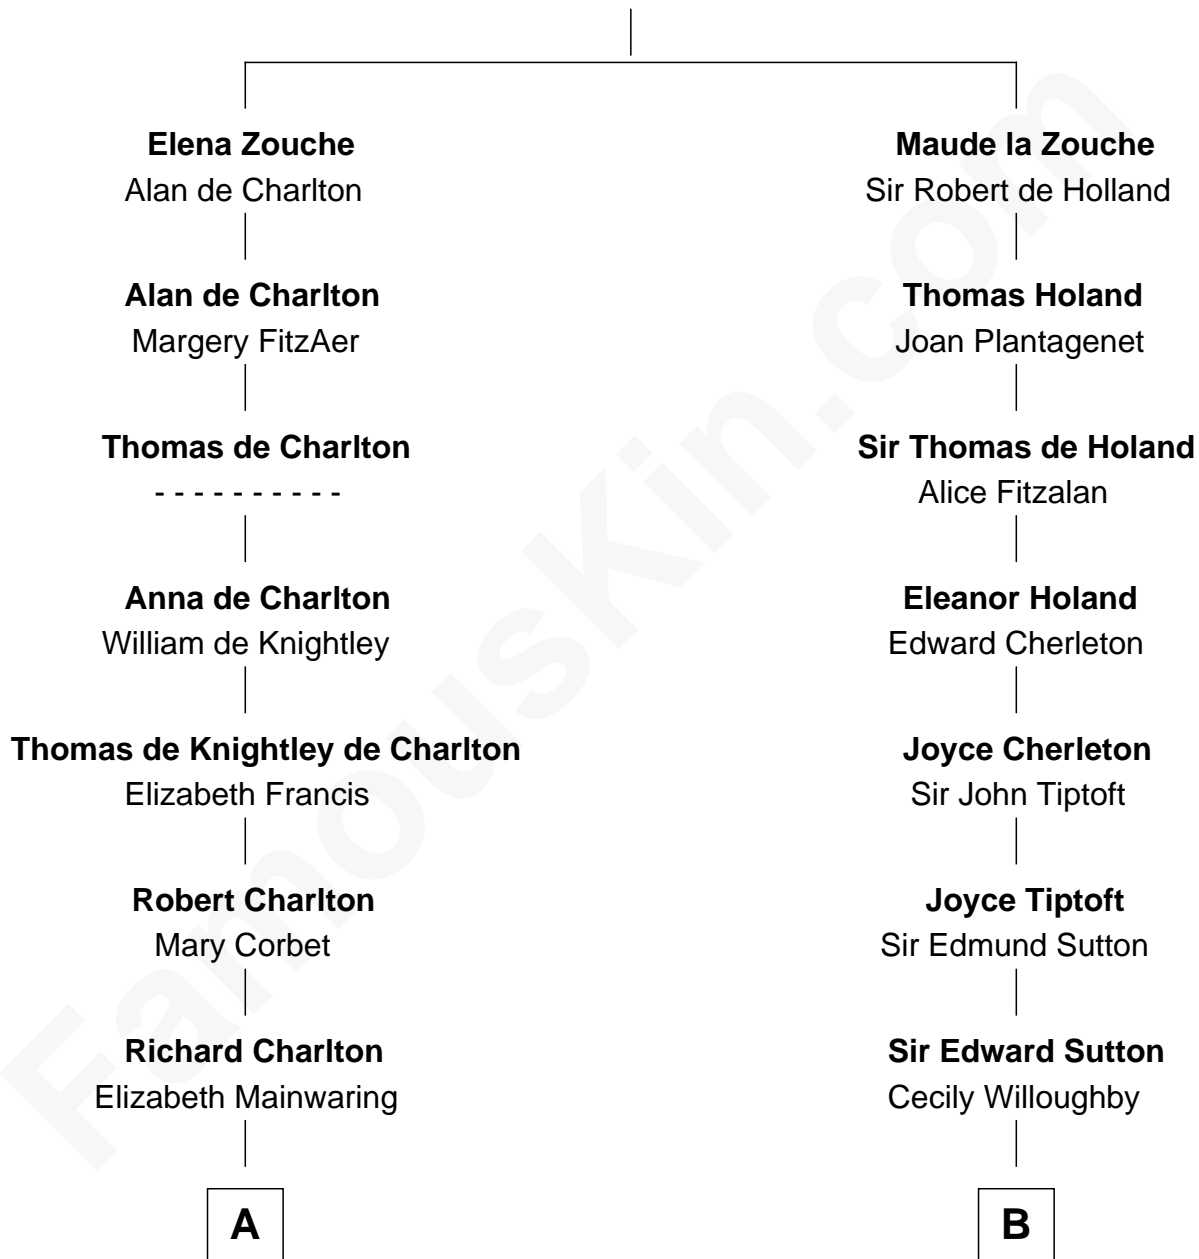 Elena Zouche
Alan de Charlton
Alan de Charlton
Margery FitzAer
Thomas de Charlton
- - - - - - - - - -
Anna de Charlton
William de Knightley
Thomas de Knightley de Charlton
Elizabeth Francis
Robert Charlton
Mary Corbet
Richard Charlton
Elizabeth Mainwaring
A
Maude la Zouche
Sir Robert de Holland
Thomas Holand
Joan Plantagenet
Sir Thomas de Holand
Alice Fitzalan
Eleanor Holand
Edward Cherleton
Joyce Cherleton
Sir John Tiptoft
Joyce Tiptoft
Sir Edmund Sutton
Sir Edward Sutton
Cecily Willoughby
B
FamousKin.com